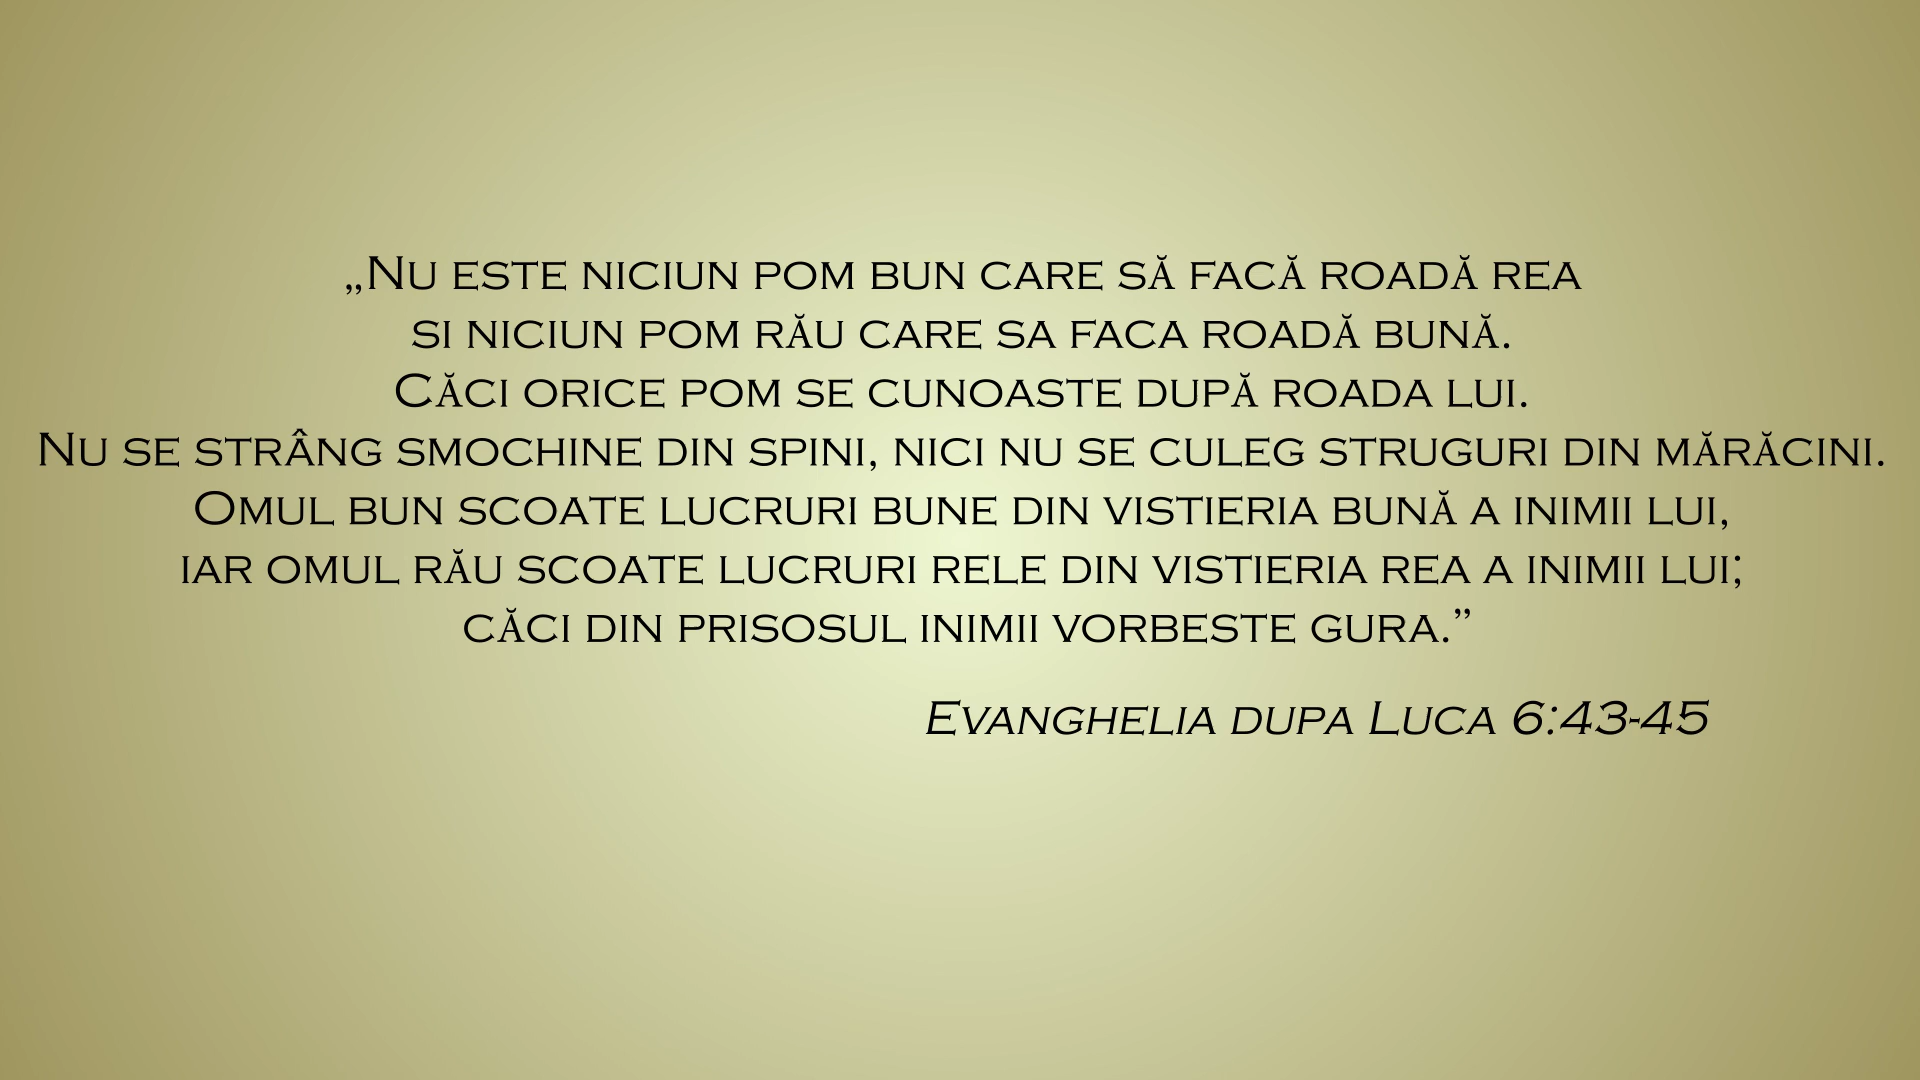 „Nu este niciun pom bun care să facă roadă rea
si niciun pom rău care sa faca roadă bună.
Căci orice pom se cunoaste după roada lui.
Nu se strâng smochine din spini, nici nu se culeg struguri din mărăcini.
Omul bun scoate lucruri bune din vistieria bună a inimii lui,
iar omul rău scoate lucruri rele din vistieria rea a inimii lui;
căci din prisosul inimii vorbeste gura.”
Evanghelia dupa Luca 6:43-45